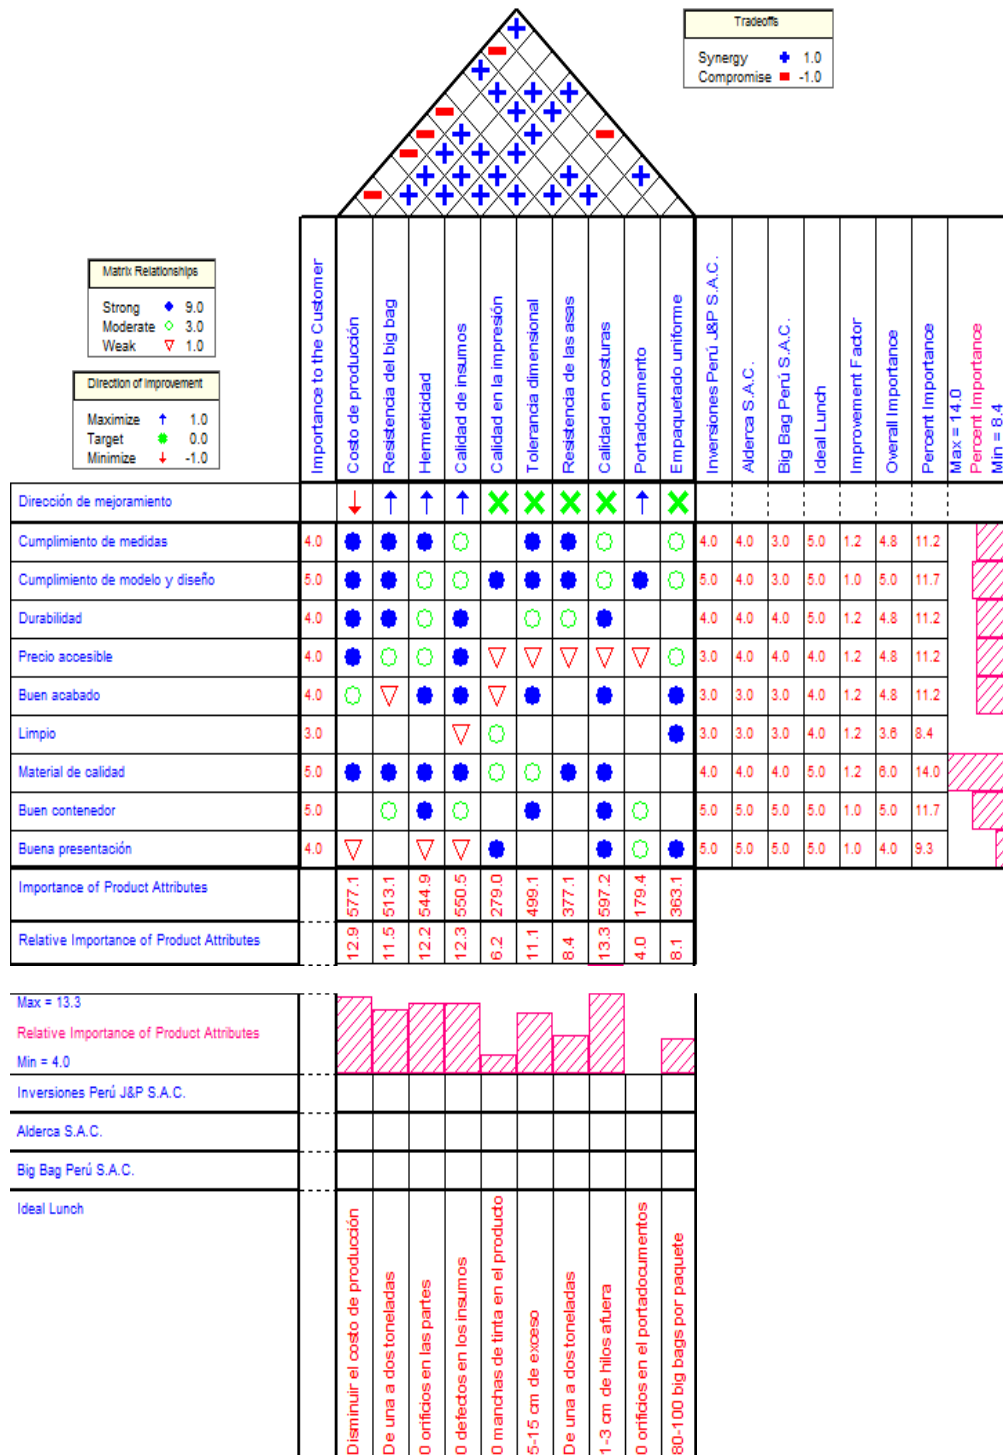 Tradeoffs
Synergy 1.0
Compromise -1.0
Matrix Relationships
Strong 9.0
Moderate 3.0
Weak 1.0
Direction of Improvement
Maximize 1.0
Target 0.0
Minimize -1.0
Importance to the Customer
Costo de producción
Resistencia del big bag
Hermeticidad
Calidad de insumos
Calidad en la impresión
Tolerancia dimensional
Resistencia de las asas
Calidad en costuras
Portadocumento
Empaquetado uniforme
Inversiones Perú J&P S.A.C.
Alderca S.A.C.
Big Bag Perú S.A.C.
Ideal Lunch
Improvement Factor
Overall Importance
Percent Importance
Max = 14.0
Percent Importance
Min = 8.4
Dirección de mejoramiento
Cumplimiento de medidas 4.0 4.0 4.0 3.0 5.0 1.2 4.8 11.2
Cumplimiento de modelo y diseño 5.0 5.0 4.0 3.0 5.0 1.0 5.0 11.7
Durabilidad 4.0 4.0 4.0 4.0 5.0 1.2 4.8 11.2
Precio accesible 4.0 3.0 4.0 4.0 4.0 1.2 4.8 11.2
Buen acabado 4.0 3.0 3.0 3.0 4.0 1.2 4.8 11.2
Limpio 3.0 3.0 3.0 3.0 4.0 1.2 3.6 8.4
Material de calidad 5.0 4.0 4.0 4.0 5.0 1.2 6.0 14.0
Buen contenedor 5.0 5.0 5.0 5.0 5.0 1.0 5.0 11.7
Buena presentación 4.0 5.0 5.0 5.0 5.0 1.0 4.0 9.3
Importance of Product Attributes 577.1 513.1 544.9 550.5 279.0 499.1 377.1 597.2 179.4 363.1
Relative Importance of Product Attributes 12.9 11.5 12.2 12.3 6.2 11.1 8.4 13.3 4.0 8.1
Max = 13.3
Relative Importance of Product Attributes
Min = 4.0
Inversiones Perú J&P S.A.C.
Alderca S.A.C.
Big Bag Perú S.A.C.
Ideal Lunch
Disminuir el costo de producción
De una a dos toneladas
0 orificios en las partes
0 defectos en los insumos
0 manchas de tinta en el producto
5-15 cm de exceso
De una a dos toneladas
1-3 cm de hilos afuera
0 orificios en el portadocumentos
80-100 big bags por paquete